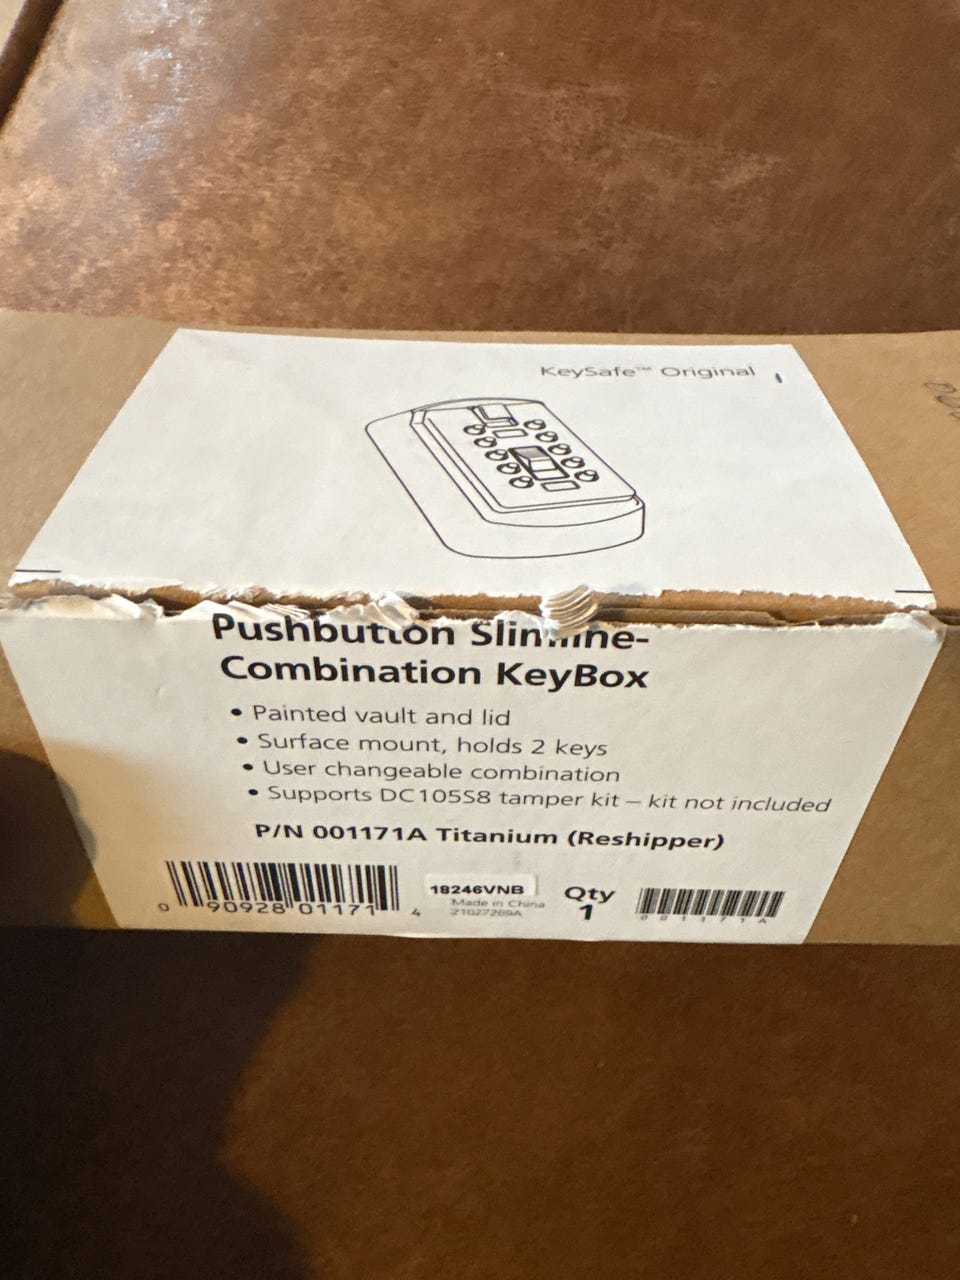 KeySafe™ Original
Pushbutton Slimline-
Combination KeyBox
• Painted vault and lid
• Surface mount, holds 2 keys
• User changeable combination
• Supports DC105S8 tamper kit – kit not included
P/N 001171A Titanium (Reshipper)
0 90928 01171 4
18246VNB
Made in China
21027269A
Qty
1
001171A